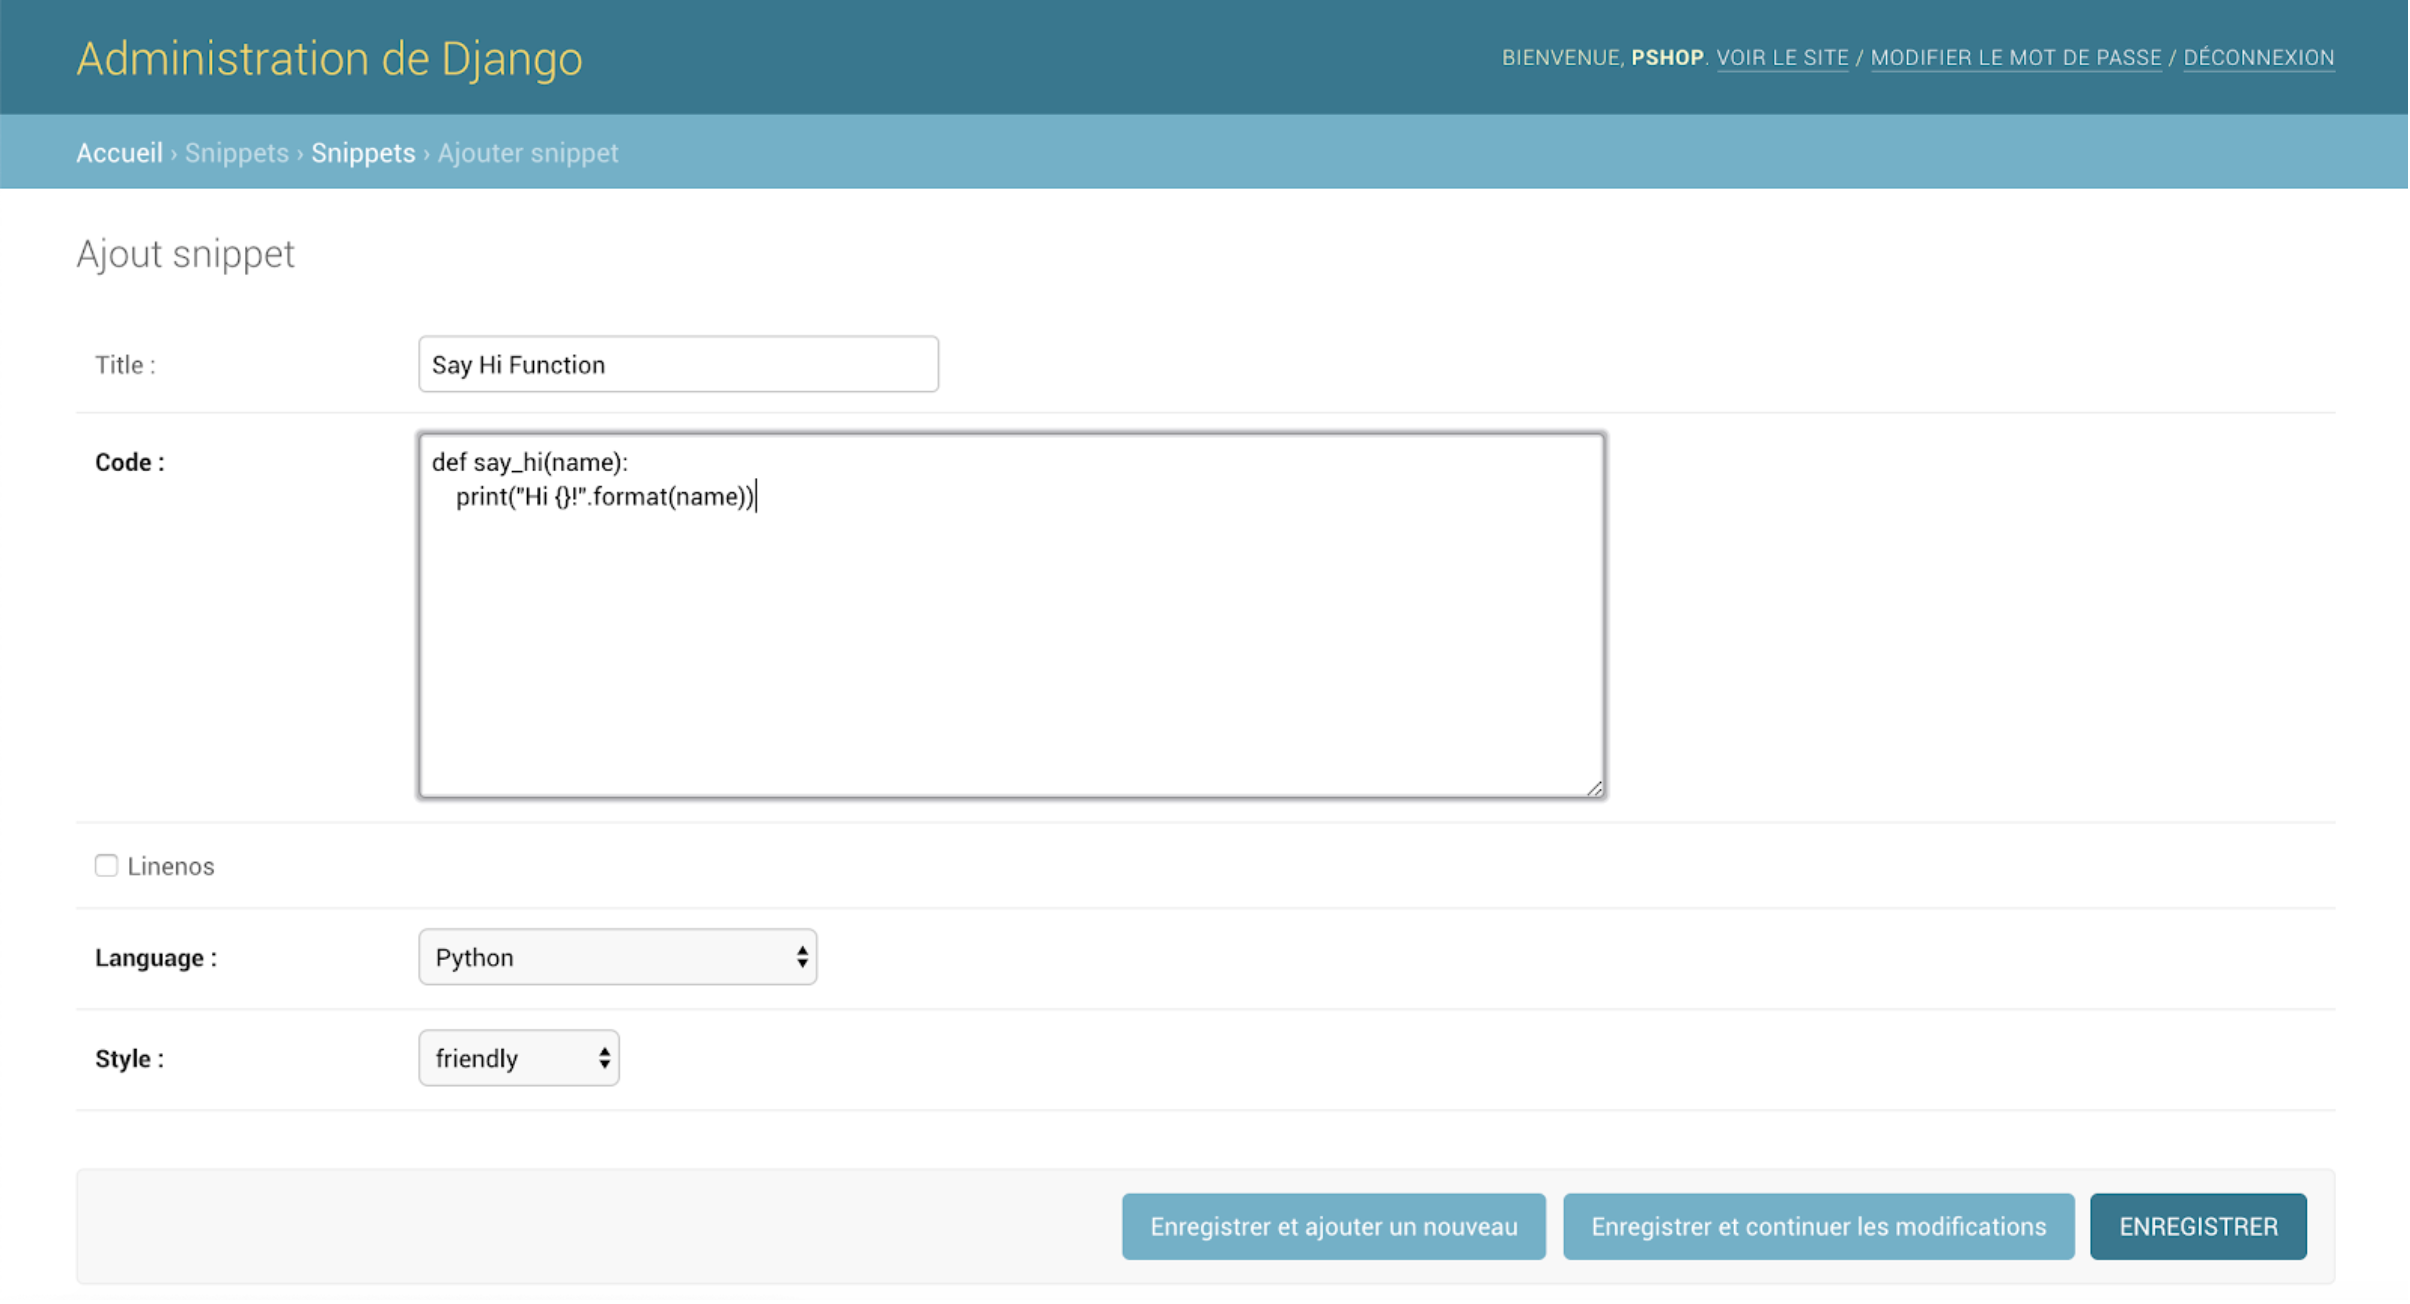 Administration de Django
BIENVENUE, PSHOP. VOIR LE SITE / MODIFIER LE MOT DE PASSE / DÉCONNEXION
Accueil › Snippets › Snippets › Ajouter snippet
Ajout snippet
Title :
Say Hi Function
Code :
def say_hi(name):
    print("Hi {}!".format(name))
Linenos
Language :
Python
Style :
friendly
Enregistrer et ajouter un nouveau
Enregistrer et continuer les modifications
ENREGISTRER